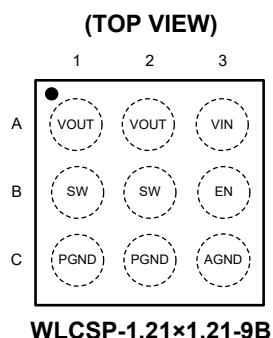 (TOP VIEW)
1 2 3
A VOUT VOUT VIN
B SW SW EN
C PGND PGND AGND
WLCSP-1.21×1.21-9B